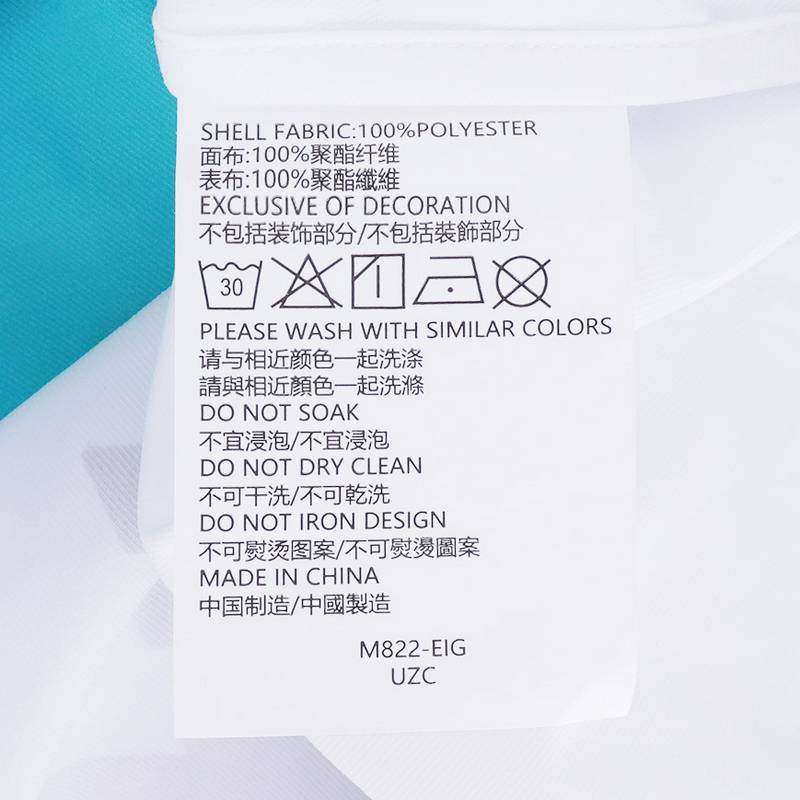 SHELL FABRIC:100%POLYESTER
面布:100%聚酯纤维
表布:100%聚酯纖維
EXCLUSIVE OF DECORATION
不包括装饰部分/不包括裝飾部分
30
PLEASE WASH WITH SIMILAR COLORS
请与相近颜色一起洗涤
請與相近顏色一起洗滌
DO NOT SOAK
不宜浸泡/不宜浸泡
DO NOT DRY CLEAN
不可干洗/不可乾洗
DO NOT IRON DESIGN
不可熨烫图案/不可熨燙圖案
MADE IN CHINA
中国制造/中國製造
M822-EIG
UZC